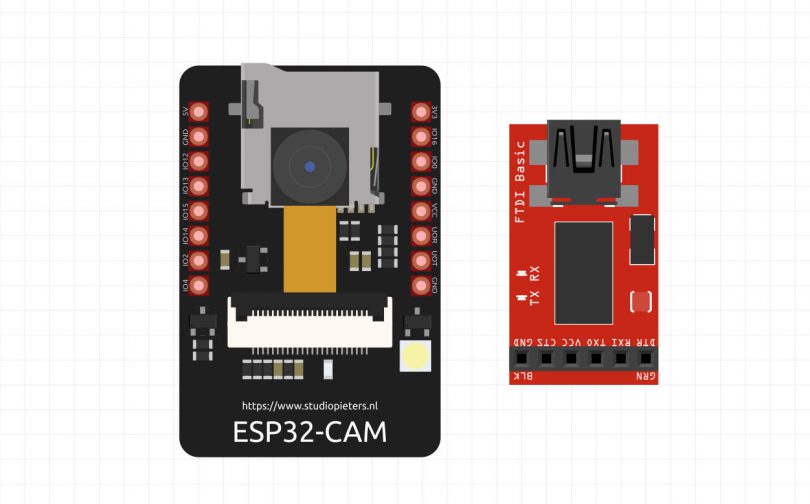 5V
GND
IO12
IO13
IO15
IO14
IO2
IO4
3V3
IO16
IO0
GND
VCC
UOR
UOT
GND
https://www.studiopieters.nl
ESP32-CAM
FTDI Basic
TX RX
GND CTS VCC TXO RXI DTR
BLK GRN